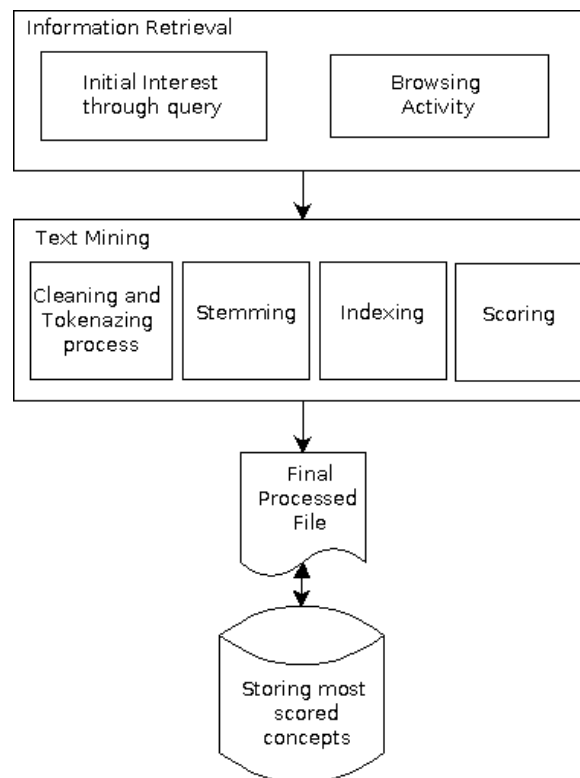 Information Retrieval
Initial Interest
through query
Browsing
Activity
Text Mining
Cleaning and
Tokenazing
process
Stemming
Indexing
Scoring
Final
Processed
File
Storing most
scored
concepts